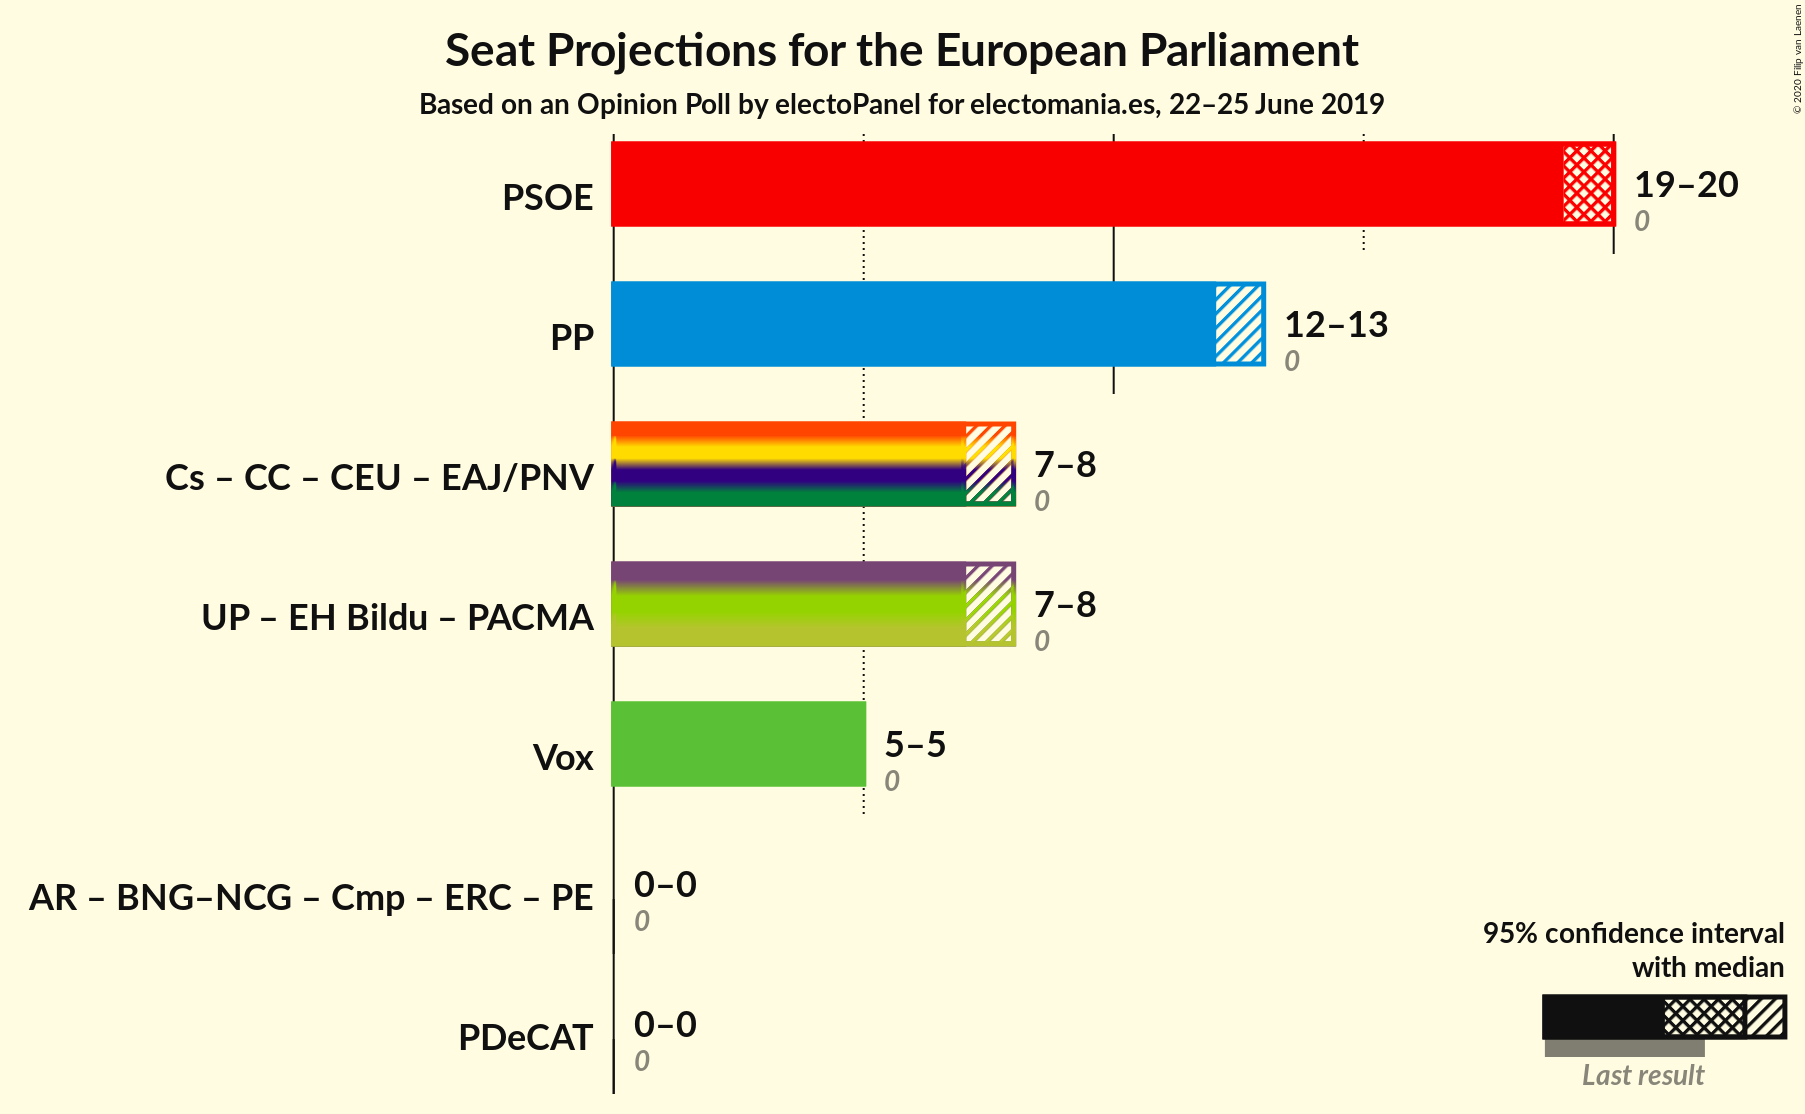 Seat Projections for the European Parliament
Based on an Opinion Poll by electoPanel for electomania.es, 22–25 June 2019
© 2020 Filip van Laenen
PSOE
19–20
0
PP
12–13
0
Cs – CC – CEU – EAJ/PNV
7–8
0
UP – EH Bildu – PACMA
7–8
0
Vox
5–5
0
AR – BNG–NCG – Cmp – ERC – PE
0–0
0
PDeCAT
0–0
0
95% confidence interval
with median
Last result